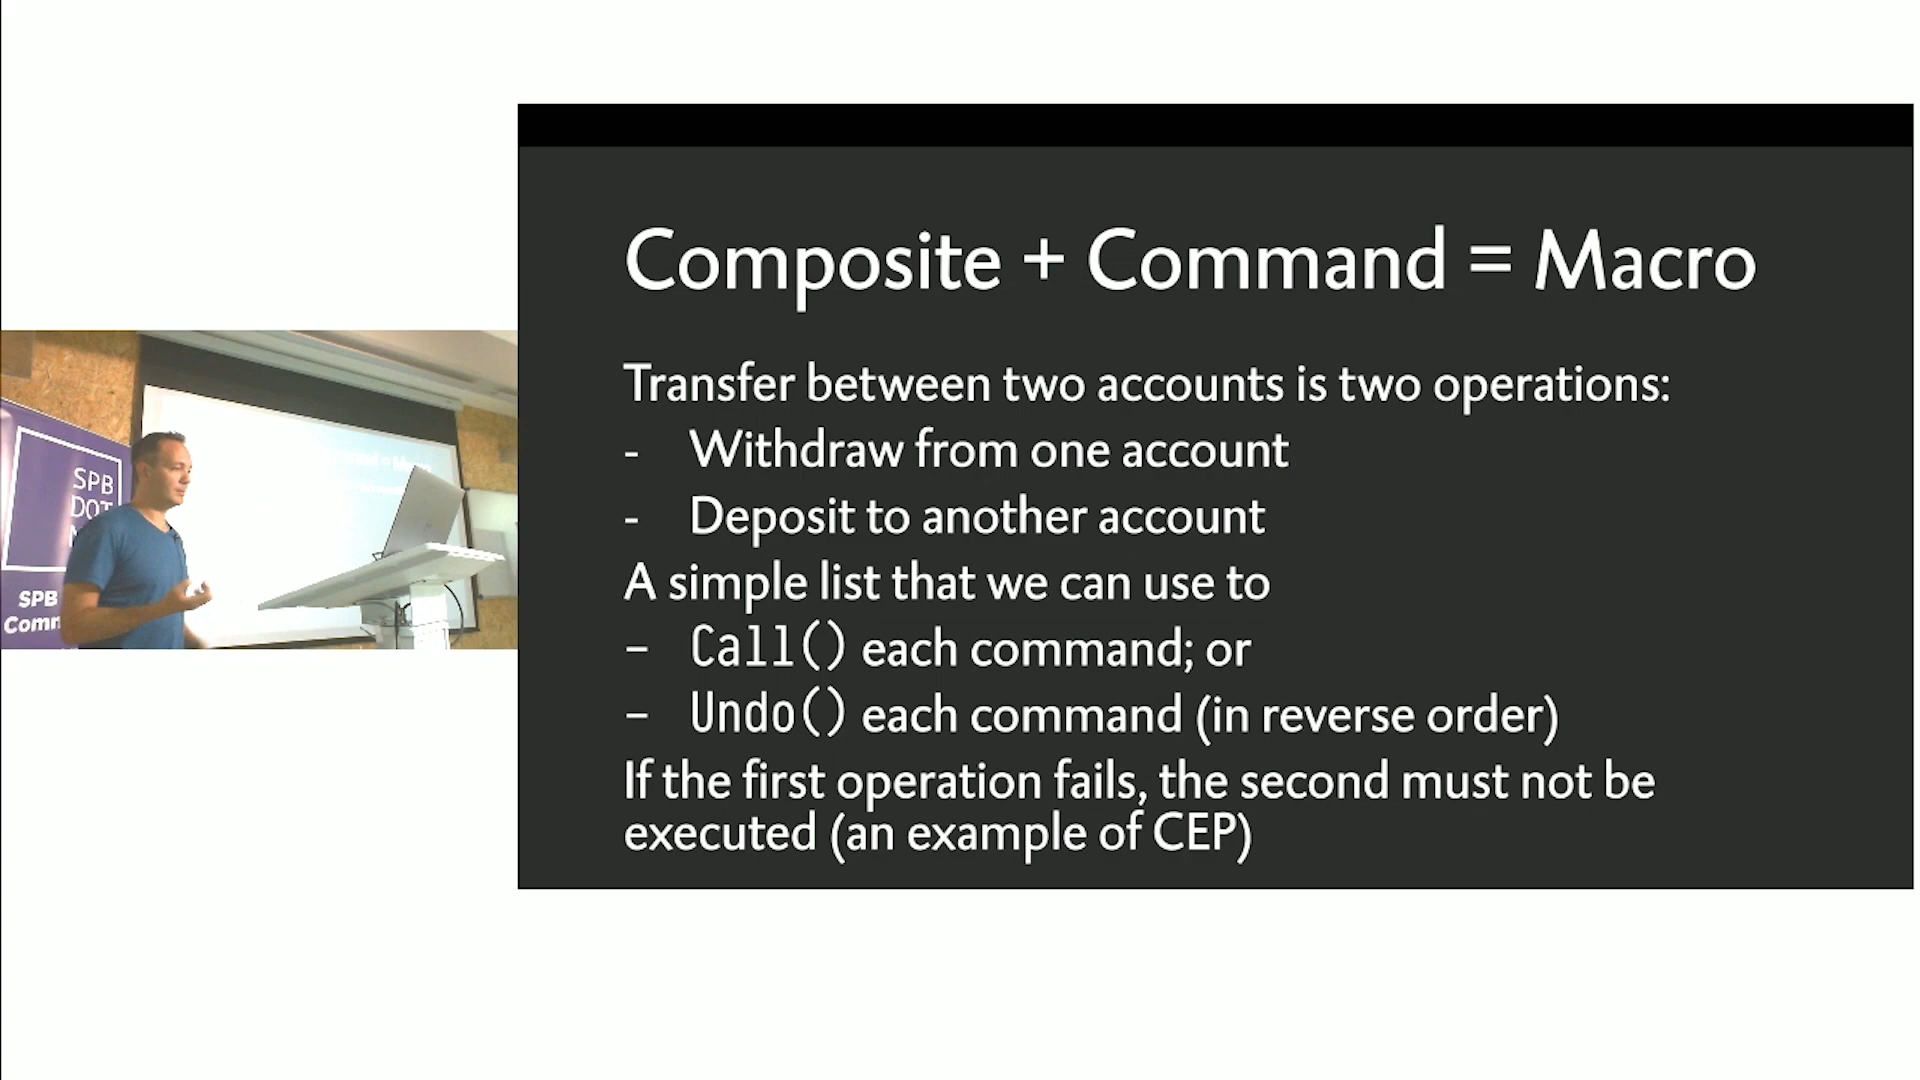 Composite + Command = Macro
Transfer between two accounts is two operations:
- Withdraw from one account
- Deposit to another account
A simple list that we can use to
– Call() each command; or
– Undo() each command (in reverse order)
If the first operation fails, the second must not be
executed (an example of CEP)
SPB
DOT
SPB
Comm